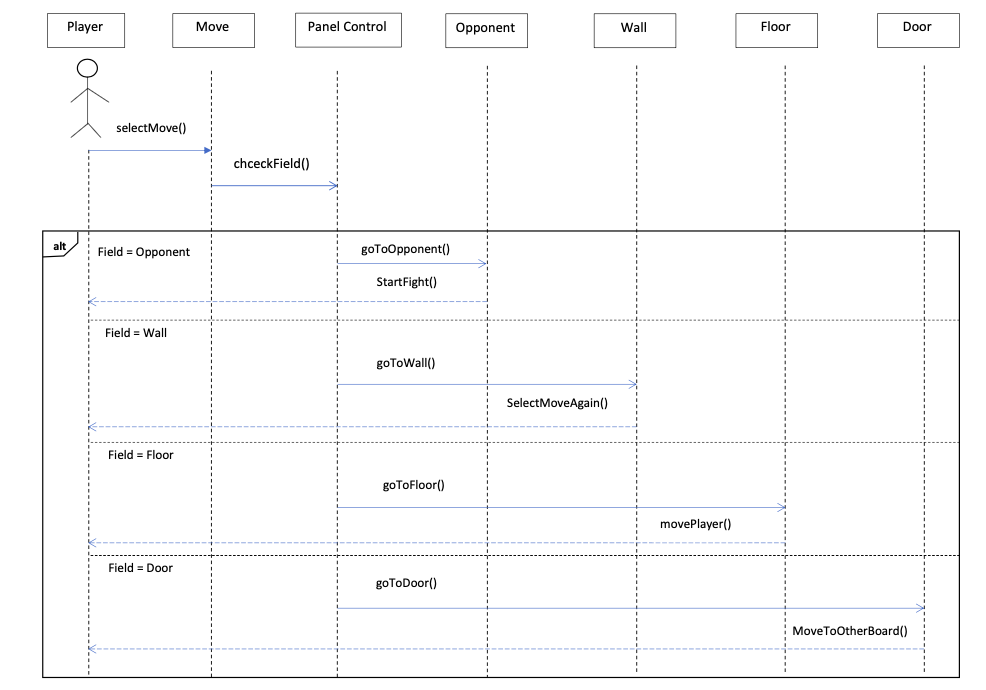 Player
Move
Panel Control
Opponent
Wall
Floor
Door
selectMove()
chceckField()
alt
Field = Opponent
goToOpponent()
StartFight()
Field = Wall
goToWall()
SelectMoveAgain()
Field = Floor
goToFloor()
movePlayer()
Field = Door
goToDoor()
MoveToOtherBoard()